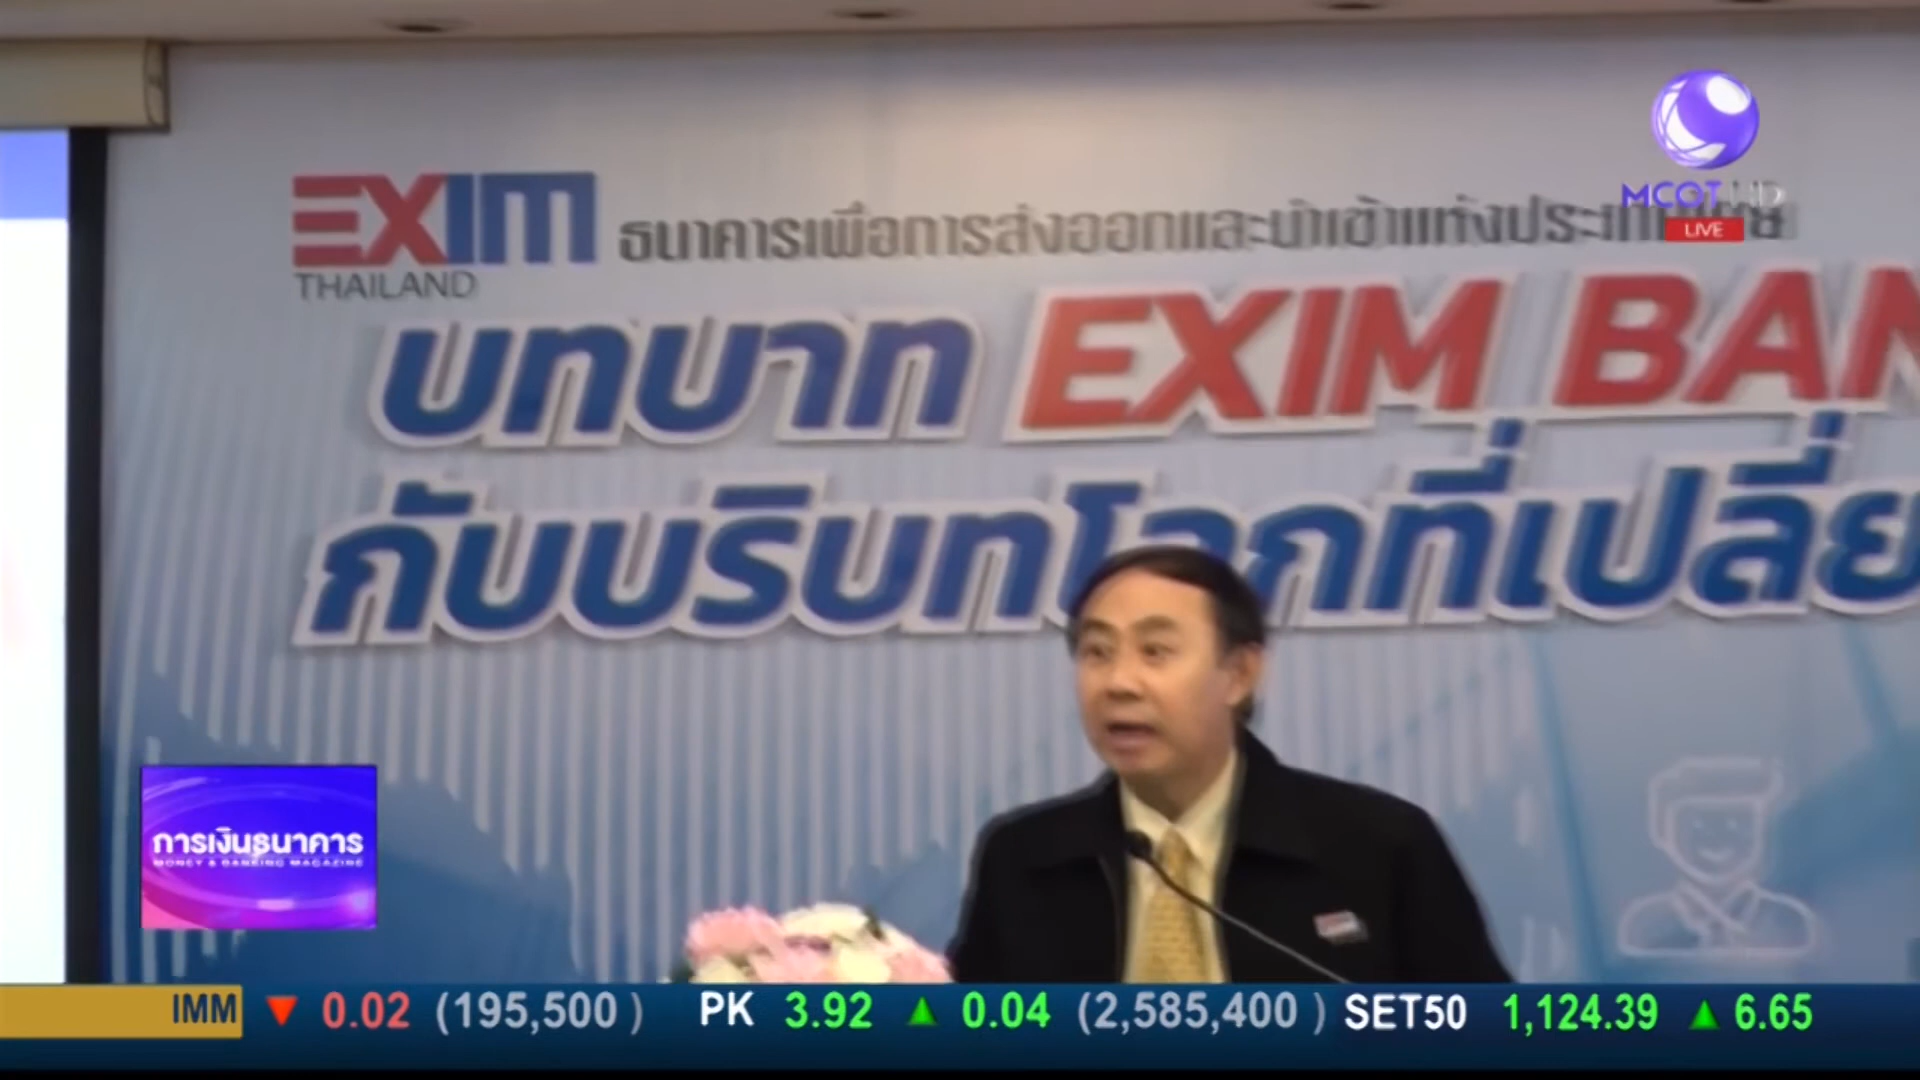 EXIM
THAILAND
ธนาคารเพื่อการส่งออกและนำเข้าแห่งประเทศไทย
MCOT HD
LIVE
บทบาท EXIM BAN
กับบริบทโลกที่เปลี่ย
การเงินธนาคาร
MONEY & BANKING MAGAZINE
IMM ▼ 0.02 (195,500) PK 3.92 ▲ 0.04 (2,585,400) SET50 1,124.39 ▲ 6.65